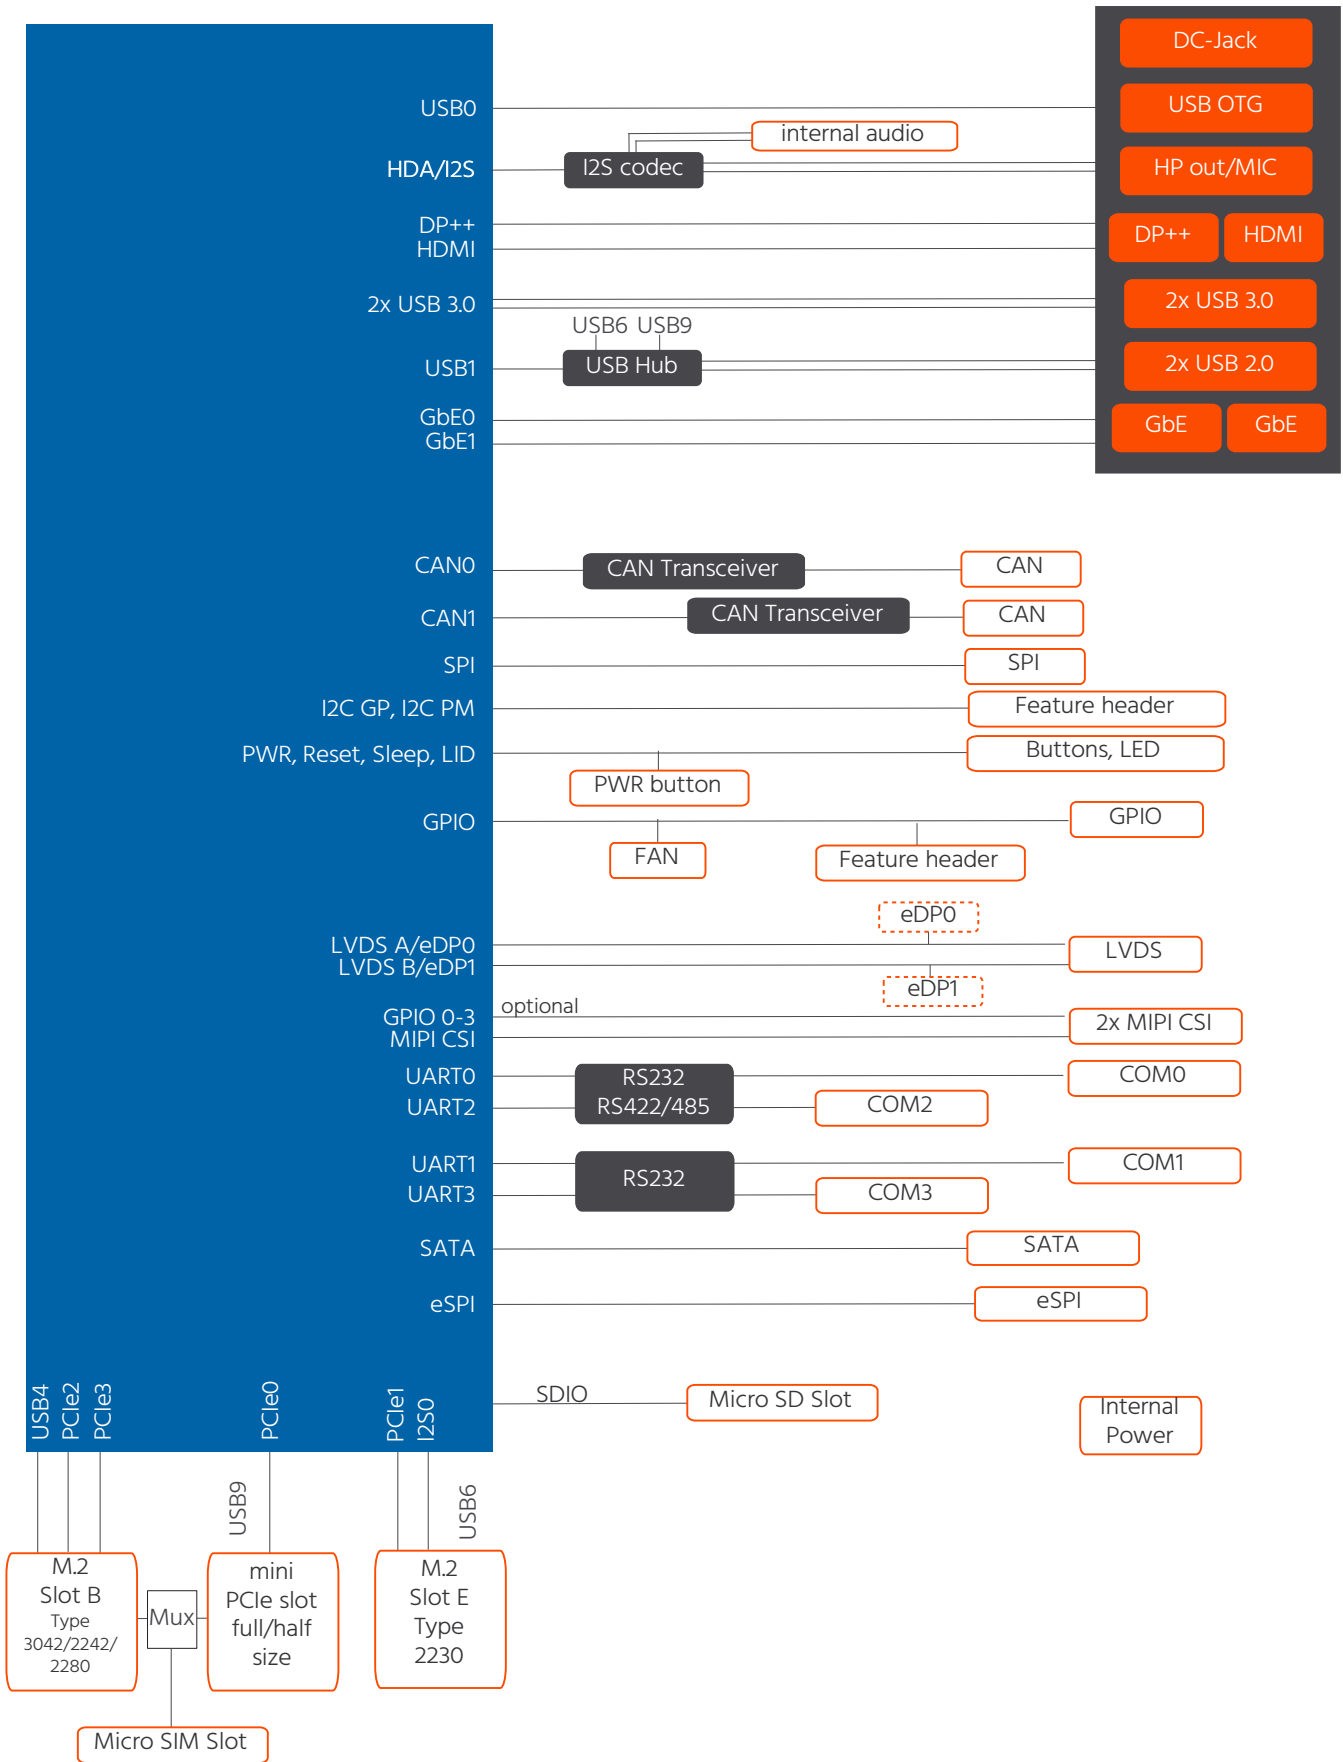 DC-Jack
USB0
USB OTG
internal audio
HDA/I2S
I2S codec
HP out/MIC
DP++
HDMI
DP++
HDMI
2x USB 3.0
2x USB 3.0
USB6 USB9
USB1
USB Hub
2x USB 2.0
GbE0
GbE1
GbE
GbE
CAN0
CAN Transceiver
CAN
CAN1
CAN Transceiver
CAN
SPI
SPI
I2C GP, I2C PM
Feature header
PWR, Reset, Sleep, LID
Buttons, LED
PWR button
GPIO
GPIO
FAN
Feature header
eDP0
LVDS A/eDP0
LVDS B/eDP1
LVDS
eDP1
optional
GPIO 0-3
MIPI CSI
2x MIPI CSI
UART0
RS232
COM0
UART2
RS422/485
COM2
UART1
RS232
COM1
UART3
COM3
SATA
SATA
eSPI
eSPI
SDIO
Micro SD Slot
Internal
Power
USB4
PCIe2
PCIe3
PCIe0
PCIe1
I2S0
USB9
USB6
M.2
Slot B
Type
3042/2242/
2280
Mux
mini
PCIe slot
full/half
size
M.2
Slot E
Type
2230
Micro SIM Slot